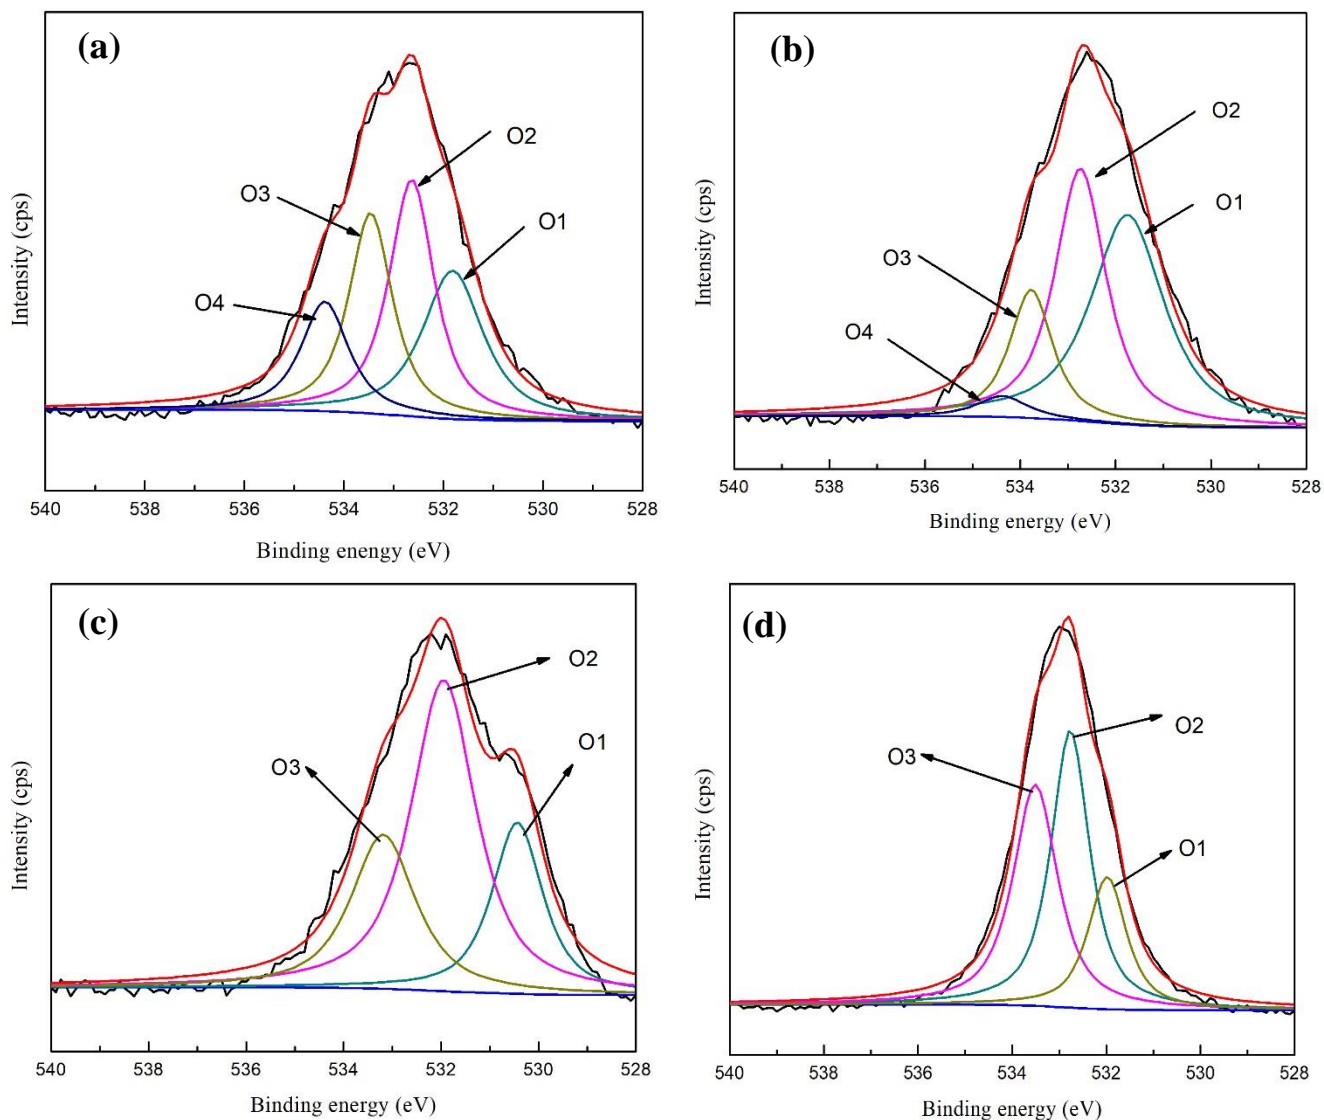 (a)
O2
O3
O1
O4
Intensity (cps)
540 538 536 534 532 530 528
Binding enengy (eV)
(b)
O2
O1
O3
O4
Intensity (cps)
540 538 536 534 532 530 528
Binding energy (eV)
(c)
O2
O1
O3
Intensity (cps)
540 538 536 534 532 530 528
Binding energy (eV)
(d)
O2
O3
O1
Intensity (cps)
540 538 536 534 532 530 528
Binding energy (eV)